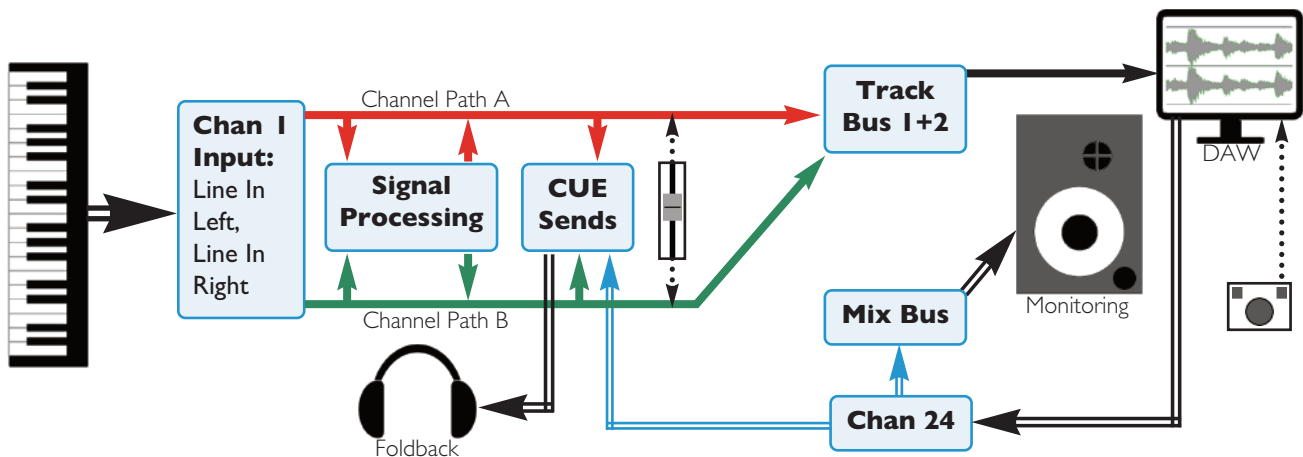 Channel Path A
Chan 1
Input:
Line In
Left,
Line In
Right
Signal
Processing
CUE
Sends
Track
Bus 1+2
DAW
Channel Path B
Mix Bus
Monitoring
Chan 24
Foldback